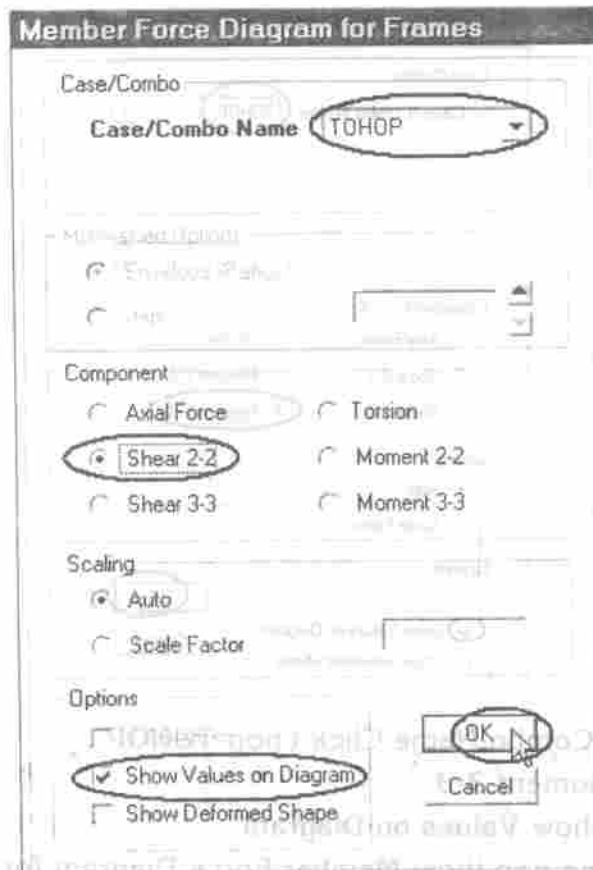 Member Force Diagram for Frames
Case/Combo
Case/Combo Name TOHOP
Component
Axial Force Torsion
Shear 2-2 Moment 2-2
Shear 3-3 Moment 3-3
Scaling
Auto
Scale Factor
Options
OK
Show Values on Diagram
Cancel
Show Deformed Shape